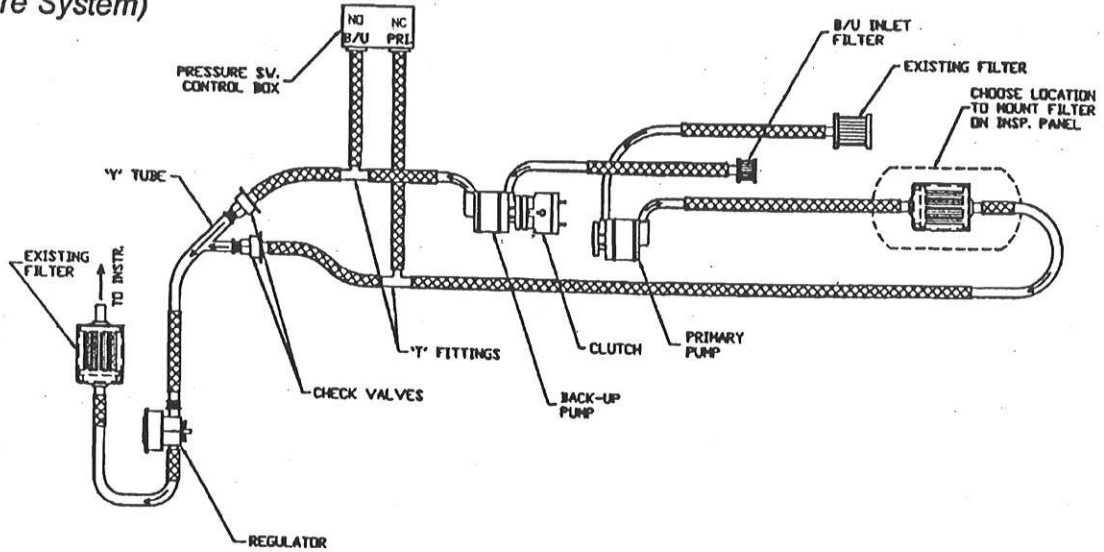 re System)
NO NC
B/U PRI.
PRESSURE SW.
CONTROL BOX
B/U INLET
FILTER
EXISTING FILTER
CHOOSE LOCATION
TO MOUNT FILTER
ON INSP. PANEL
'Y' TUBE
EXISTING
FILTER
TO INSTR.
'T' FITTINGS
CLUTCH
PRIMARY
PUMP
CHECK VALVES
BACK-UP
PUMP
REGULATOR